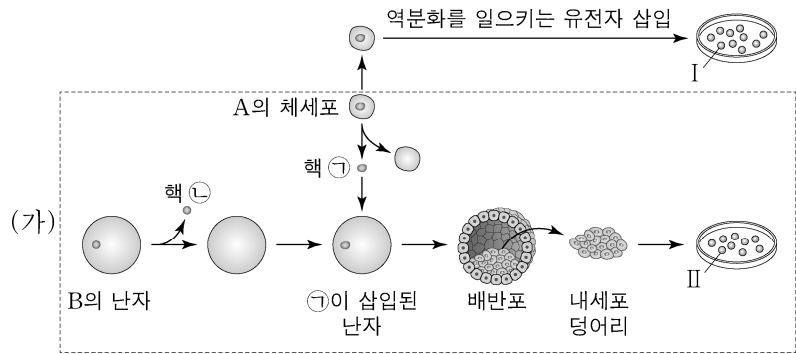 역분화를 일으키는 유전자 삽입
Ⅰ
A의 체세포
핵 ㉠
핵 ㉡
(가)
Ⅱ
B의 난자
㉠이 삽입된
난자
배반포
내세포
덩어리